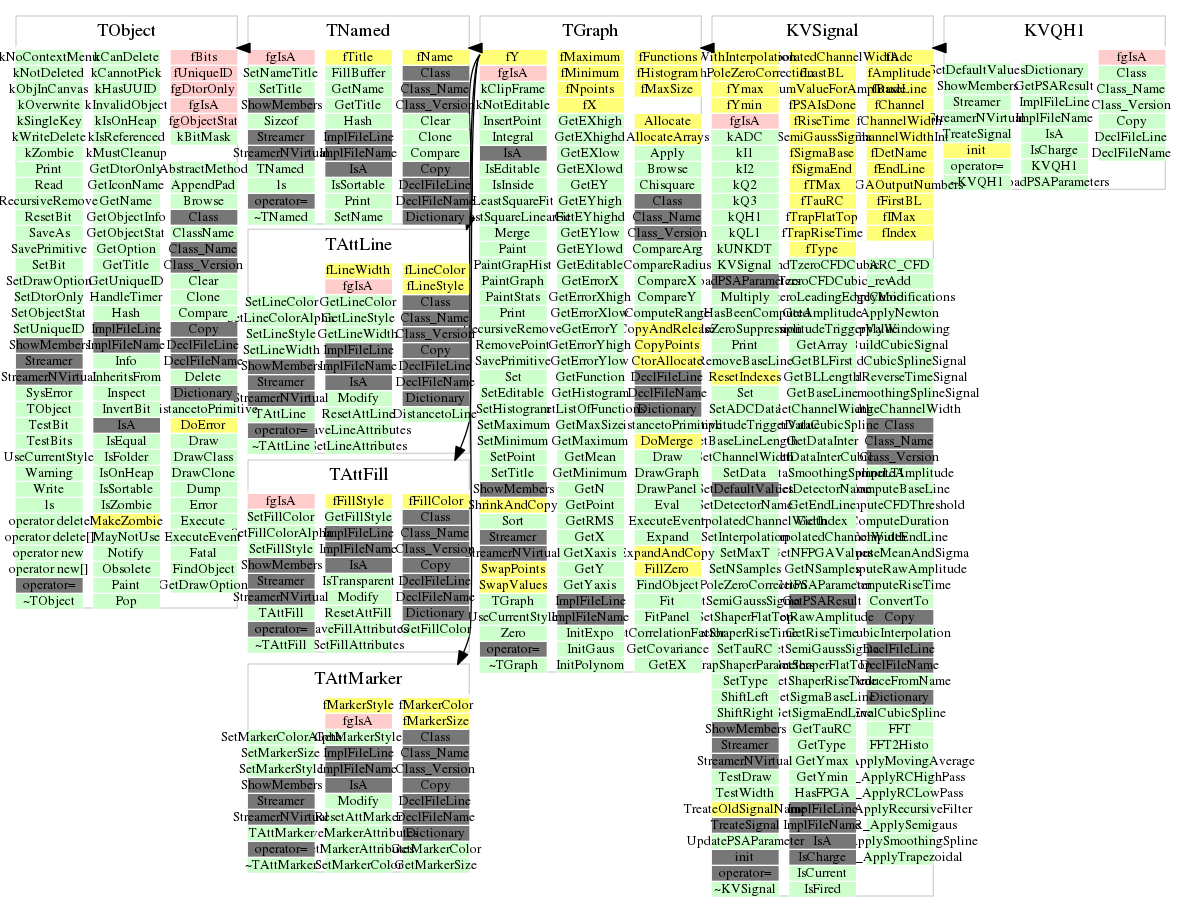 TObject
kNoContextMenu
kNotDeleted
kObjInCanvas
kOverwrite
kSingleKey
kWriteDelete
kZombie
Print
Read
RecursiveRemove
ResetBit
SaveAs
SavePrimitive
SetBit
SetDrawOption
SetDtorOnly
SetObjectStat
SetUniqueID
ShowMembers
Streamer
StreamerNVirtual
SysError
TObject
TestBit
TestBits
UseCurrentStyle
Warning
Write
ls
operator delete
operator delete[]
operator new
operator new[]
operator=
~TObject
kCanDelete
kCannotPick
kHasUUID
kInvalidObject
kIsOnHeap
kIsReferenced
kMustCleanup
GetDtorOnly
GetIconName
GetName
GetObjectInfo
GetObjectStat
GetOption
GetTitle
GetUniqueID
HandleTimer
Hash
ImplFileLine
ImplFileName
Info
InheritsFrom
Inspect
InvertBit
IsA
IsEqual
IsFolder
IsOnHeap
IsSortable
IsZombie
MakeZombie
MayNotUse
Notify
Obsolete
Paint
Pop
fBits
fUniqueID
fgDtorOnly
fgIsA
fgObjectStat
kBitMask
AbstractMethod
AppendPad
Browse
Class
ClassName
Class_Name
Class_Version
Clear
Clone
Compare
Copy
DeclFileLine
DeclFileName
Delete
Dictionary
DistancetoPrimitive
DoError
Draw
DrawClass
DrawClone
Dump
Error
Execute
ExecuteEvent
Fatal
FindObject
GetDrawOption
TNamed
fgIsA
SetNameTitle
SetTitle
ShowMembers
Sizeof
Streamer
StreamerNVirtual
TNamed
ls
operator=
~TNamed
fTitle
FillBuffer
GetName
GetTitle
Hash
ImplFileLine
ImplFileName
IsA
IsSortable
Print
SetName
fName
Class
Class_Name
Class_Version
Clear
Clone
Compare
Copy
DeclFileLine
DeclFileName
Dictionary
TAttLine
SetLineColor
SetLineColorAlpha
SetLineStyle
SetLineWidth
ShowMembers
Streamer
StreamerNVirtual
TAttLine
operator=
~TAttLine
fLineWidth
fgIsA
GetLineColor
GetLineStyle
GetLineWidth
ImplFileLine
ImplFileName
IsA
Modify
ResetAttLine
SaveLineAttributes
SetLineAttributes
fLineColor
fLineStyle
Class
Class_Name
Class_Version
Copy
DeclFileLine
DeclFileName
Dictionary
DistancetoLine
TAttFill
fgIsA
SetFillColor
SetFillColorAlpha
SetFillStyle
ShowMembers
Streamer
StreamerNVirtual
TAttFill
operator=
~TAttFill
fFillStyle
GetFillStyle
ImplFileLine
ImplFileName
IsA
IsTransparent
Modify
ResetAttFill
SaveFillAttributes
SetFillAttributes
fFillColor
Class
Class_Name
Class_Version
Copy
DeclFileLine
DeclFileName
Dictionary
GetFillColor
TAttMarker
SetMarkerColorAlpha
SetMarkerSize
SetMarkerStyle
ShowMembers
Streamer
StreamerNVirtual
TAttMarker
operator=
~TAttMarker
fMarkerStyle
fgIsA
GetMarkerStyle
ImplFileLine
ImplFileName
IsA
Modify
ResetAttMarker
SaveMarkerAttributes
SetMarkerAttributes
SetMarkerColor
fMarkerColor
fMarkerSize
Class
Class_Name
Class_Version
Copy
DeclFileLine
DeclFileName
Dictionary
GetMarkerColor
GetMarkerSize
TGraph
fY
fgIsA
kClipFrame
kNotEditable
InsertPoint
Integral
IsA
IsEditable
IsInside
LeastSquareFit
LeastSquareLinearFit
Merge
Paint
PaintGrapHist
PaintGraph
PaintStats
Print
RecursiveRemove
RemovePoint
SavePrimitive
Set
SetEditable
SetHistogram
SetMaximum
SetMinimum
SetPoint
SetTitle
ShowMembers
ShrinkAndCopy
Sort
Streamer
StreamerNVirtual
SwapPoints
SwapValues
TGraph
UseCurrentStyle
Zero
operator=
~TGraph
fMaximum
fMinimum
fNpoints
fX
GetEXhigh
GetEXhighd
GetEXlow
GetEXlowd
GetEY
GetEYhigh
GetEYhighd
GetEYlow
GetEYlowd
GetEditable
GetErrorX
GetErrorXhigh
GetErrorXlow
GetErrorY
GetErrorYhigh
GetErrorYlow
GetFunction
GetHistogram
GetListOfFunctions
GetMaxSize
GetMaximum
GetMean
GetMinimum
GetN
GetPoint
GetRMS
GetX
GetXaxis
GetY
GetYaxis
ImplFileLine
ImplFileName
InitExpo
InitGaus
InitPolynom
fFunctions
fHistogram
fMaxSize
Allocate
AllocateArrays
Apply
Browse
Chisquare
Class
Class_Name
Class_Version
CompareArg
CompareRadius
CompareX
CompareY
ComputeRange
CopyAndRelease
CopyPoints
CtorAllocate
DeclFileLine
DeclFileName
Dictionary
DistancetoPrimitive
DoMerge
Draw
DrawGraph
DrawPanel
Eval
ExecuteEvent
Expand
ExpandAndCopy
FillZero
FindObject
Fit
FitPanel
GetCorrelationFactor
GetCovariance
GetEX
KVSignal
fYmax
fYmin
fgIsA
kADC
kI1
kI2
kQ2
kQ3
kQH1
kQL1
kUNKDT
KVSignal
LoadPSAParameters
Multiply
Print
RemoveBaseLine
ResetIndexes
Set
SetADCData
SetBaseLineLength
SetChannelWidth
SetData
SetDefaultValues
SetDetectorName
SetInterpolation
SetMaxT
SetNSamples
SetShaperFlatTop
SetShaperRiseTime
SetTauRC
SetType
ShiftLeft
ShiftRight
ShowMembers
Streamer
StreamerNVirtual
TestDraw
TestWidth
TreateOldSignalName
TreateSignal
UpdatePSAParameter
init
operator=
~KVSignal
fPSAIsDone
fRiseTime
fSigmaBase
fSigmaEnd
fTMax
fTauRC
fTrapFlatTop
fTrapRiseTime
fType
GetAmplitude
GetArray
GetBLFirst
GetBLLength
GetBaseLine
GetChannelWidth
GetDataInter
GetDetectorName
GetEndLine
GetIndex
GetNFPGAValues
GetNSamples
GetPSAParameter
GetPSAResult
GetRawAmplitude
GetRiseTime
GetSemiGaussSigma
GetShaperFlatTop
GetShaperRiseTime
GetSigmaBaseLine
GetSigmaEndLine
GetTauRC
GetType
GetYmax
GetYmin
HasFPGA
ImplFileLine
ImplFileName
IsA
IsCharge
IsCurrent
IsFired
fAdc
fAmplitude
fBaseLine
fChannel
fChannelWidth
fDetName
fEndLine
fFirstBL
fIMax
fIndex
ARC_CFD
Add
ApplyModifications
ApplyNewton
ApplyWindowing
BuildCubicSignal
BuildCubicSplineSignal
BuildReverseTimeSignal
BuildSmoothingSplineSignal
ChangeChannelWidth
Class
Class_Name
Class_Version
ComputeAmplitude
ComputeBaseLine
ComputeCFDThreshold
ComputeDuration
ComputeEndLine
ComputeMeanAndSigma
ComputeRawAmplitude
ComputeRiseTime
ConvertTo
Copy
CubicInterpolation
DeclFileLine
DeclFileName
DeduceFromName
Dictionary
EvalCubicSpline
FFT
FFT2Histo
FIR_ApplyMovingAverage
FIR_ApplyRCHighPass
FIR_ApplyRCLowPass
FIR_ApplyRecursiveFilter
FIR_ApplySemigaus
FIR_ApplySmoothingSpline
FIR_ApplyTrapezoidal
KVQH1
SetDefaultValues
ShowMembers
Streamer
StreamerNVirtual
TreateSignal
init
operator=
~KVQH1
Dictionary
GetPSAResult
ImplFileLine
ImplFileName
IsA
IsCharge
KVQH1
LoadPSAParameters
fgIsA
Class
Class_Name
Class_Version
Copy
DeclFileLine
DeclFileName